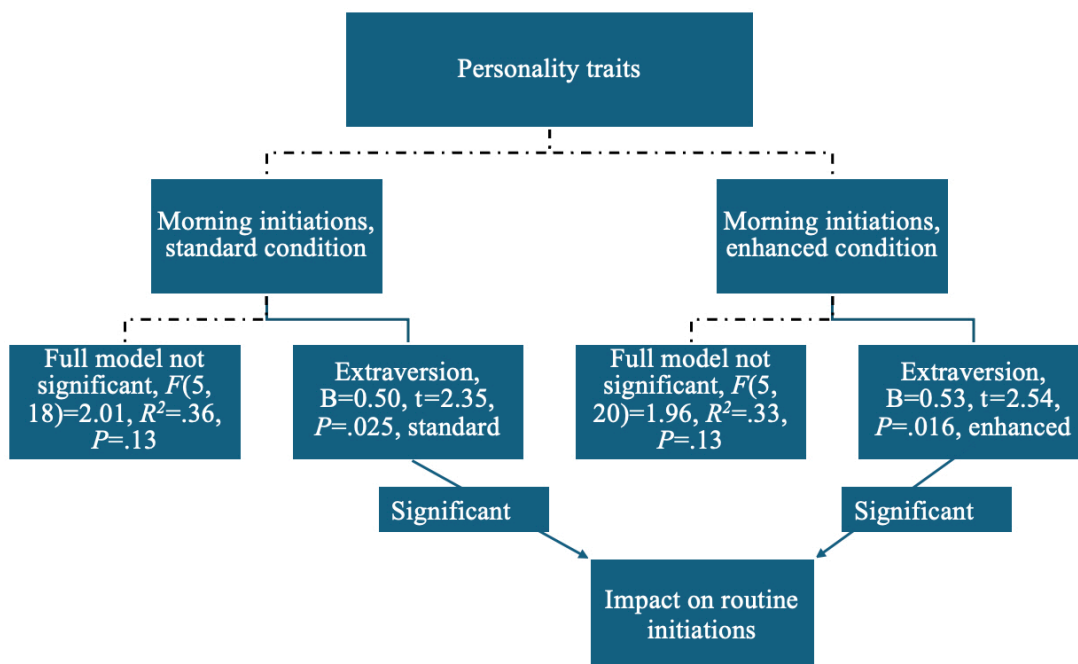 Personality traits
Morning initiations,
standard condition
Morning initiations,
enhanced condition
Full model not
significant, F(5,
18)=2.01, R²=.36,
P=.13
Extraversion,
B=0.50, t=2.35,
P=.025, standard
Full model not
significant, F(5,
20)=1.96, R²=.33,
P=.13
Extraversion,
B=0.53, t=2.54,
P=.016, enhanced
Significant
Significant
Impact on routine
initiations